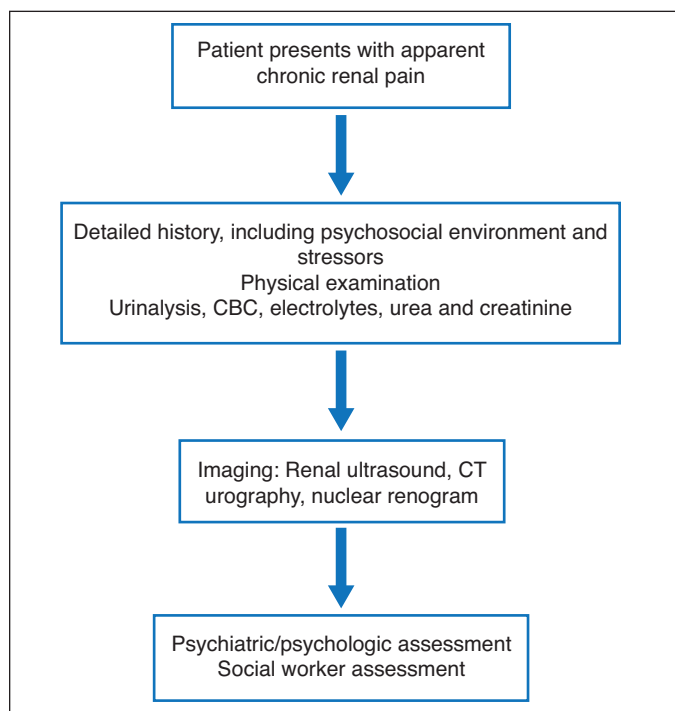 Patient presents with apparent
chronic renal pain
Detailed history, including psychosocial environment and
stressors
Physical examination
Urinalysis, CBC, electrolytes, urea and creatinine
Imaging: Renal ultrasound, CT
urography, nuclear renogram
Psychiatric/psychologic assessment
Social worker assessment